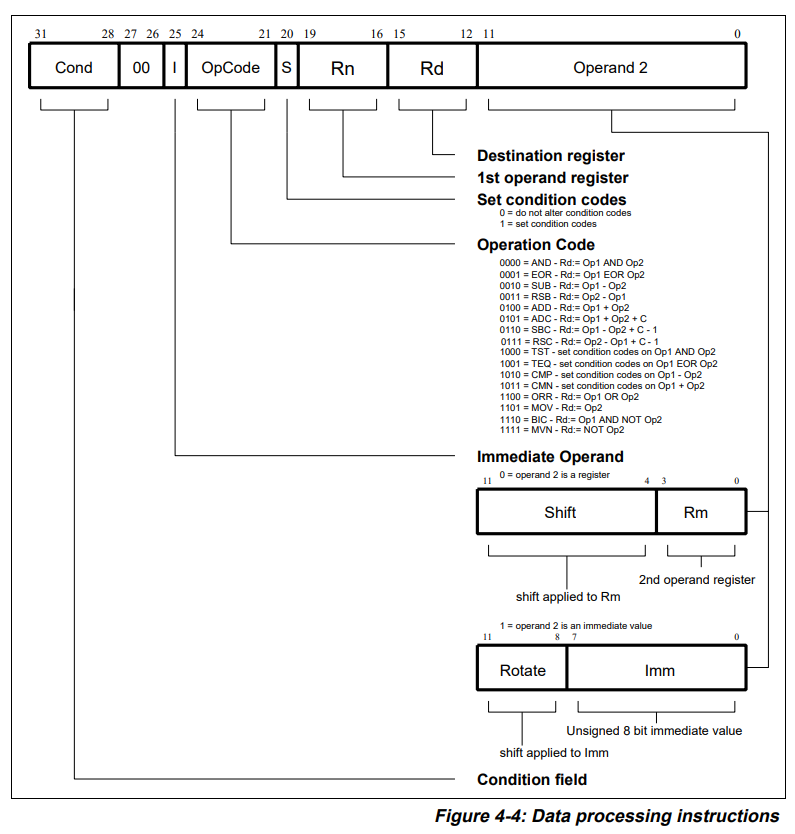 31 28 27 26 25 24 21 20 19 16 15 12 11 0
Cond 00 I OpCode S Rn Rd Operand 2
Destination register
1st operand register
Set condition codes
0 = do not alter condition codes
1 = set condition codes
Operation Code
0000 = AND - Rd:= Op1 AND Op2
0001 = EOR - Rd:= Op1 EOR Op2
0010 = SUB - Rd:= Op1 - Op2
0011 = RSB - Rd:= Op2 - Op1
0100 = ADD - Rd:= Op1 + Op2
0101 = ADC - Rd:= Op1 + Op2 + C
0110 = SBC - Rd:= Op1 - Op2 + C - 1
0111 = RSC - Rd:= Op2 - Op1 + C - 1
1000 = TST - set condition codes on Op1 AND Op2
1001 = TEQ - set condition codes on Op1 EOR Op2
1010 = CMP - set condition codes on Op1 - Op2
1011 = CMN - set condition codes on Op1 + Op2
1100 = ORR - Rd:= Op1 OR Op2
1101 = MOV - Rd:= Op2
1110 = BIC - Rd:= Op1 AND NOT Op2
1111 = MVN - Rd:= NOT Op2
Immediate Operand
0 = operand 2 is a register
11 4 3 0
Shift Rm
2nd operand register
shift applied to Rm
1 = operand 2 is an immediate value
11 8 7 0
Rotate Imm
Unsigned 8 bit immediate value
shift applied to Imm
Condition field
Figure 4-4: Data processing instructions